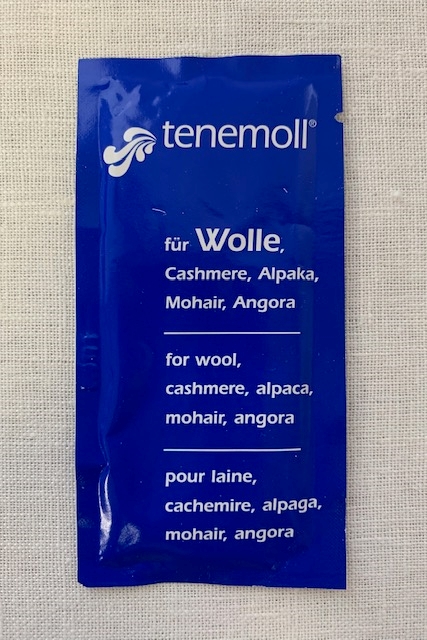 tenemoll®
für Wolle,
Cashmere, Alpaka,
Mohair, Angora
for wool,
cashmere, alpaca,
mohair, angora
pour laine,
cachemire, alpaga,
mohair, angora